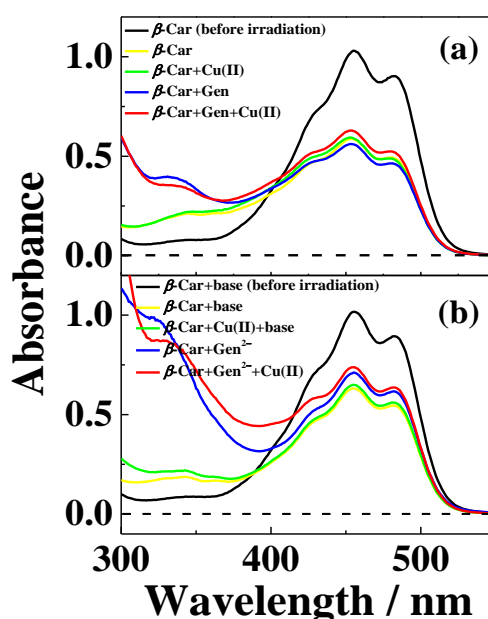 (a)
β-Car (before irradiation)
β-Car
β-Car+Cu(II)
β-Car+Gen
β-Car+Gen+Cu(II)
1.0
0.5
0.0
(b)
β-Car+base (before irradiation)
β-Car+base
β-Car+Cu(II)+base
β-Car+Gen²⁻
β-Car+Gen²⁻+Cu(II)
1.0
0.5
0.0
Absorbance
300 400 500
Wavelength / nm